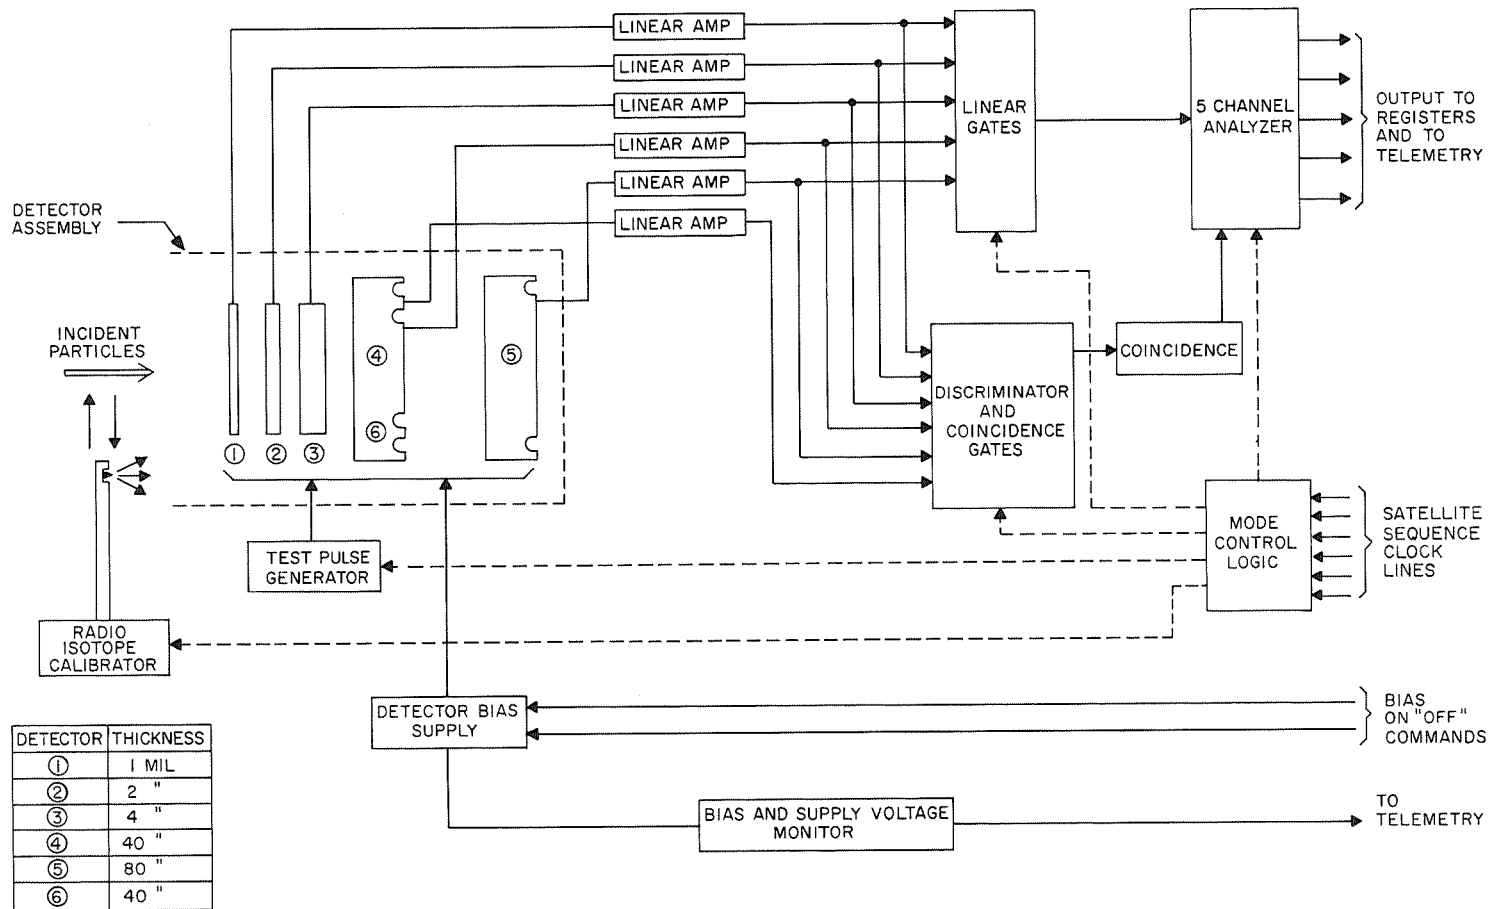 LINEAR AMP
LINEAR AMP
LINEAR AMP
LINEAR AMP
LINEAR AMP
LINEAR AMP
LINEAR
GATES
5 CHANNEL
ANALYZER
OUTPUT TO
REGISTERS
AND TO
TELEMETRY
DETECTOR
ASSEMBLY
INCIDENT
PARTICLES
① ② ③
④
⑥
⑤
DISCRIMINATOR
AND
COINCIDENCE
GATES
COINCIDENCE
MODE
CONTROL
LOGIC
SATELLITE
SEQUENCE
CLOCK
LINES
TEST PULSE
GENERATOR
RADIO
ISOTOPE
CALIBRATOR
DETECTOR BIAS
SUPPLY
BIAS
ON "OFF"
COMMANDS
BIAS AND SUPPLY VOLTAGE
MONITOR
TO
TELEMETRY
DETECTOR THICKNESS
① 1 MIL
② 2 "
③ 4 "
④ 40 "
⑤ 80 "
⑥ 40 "